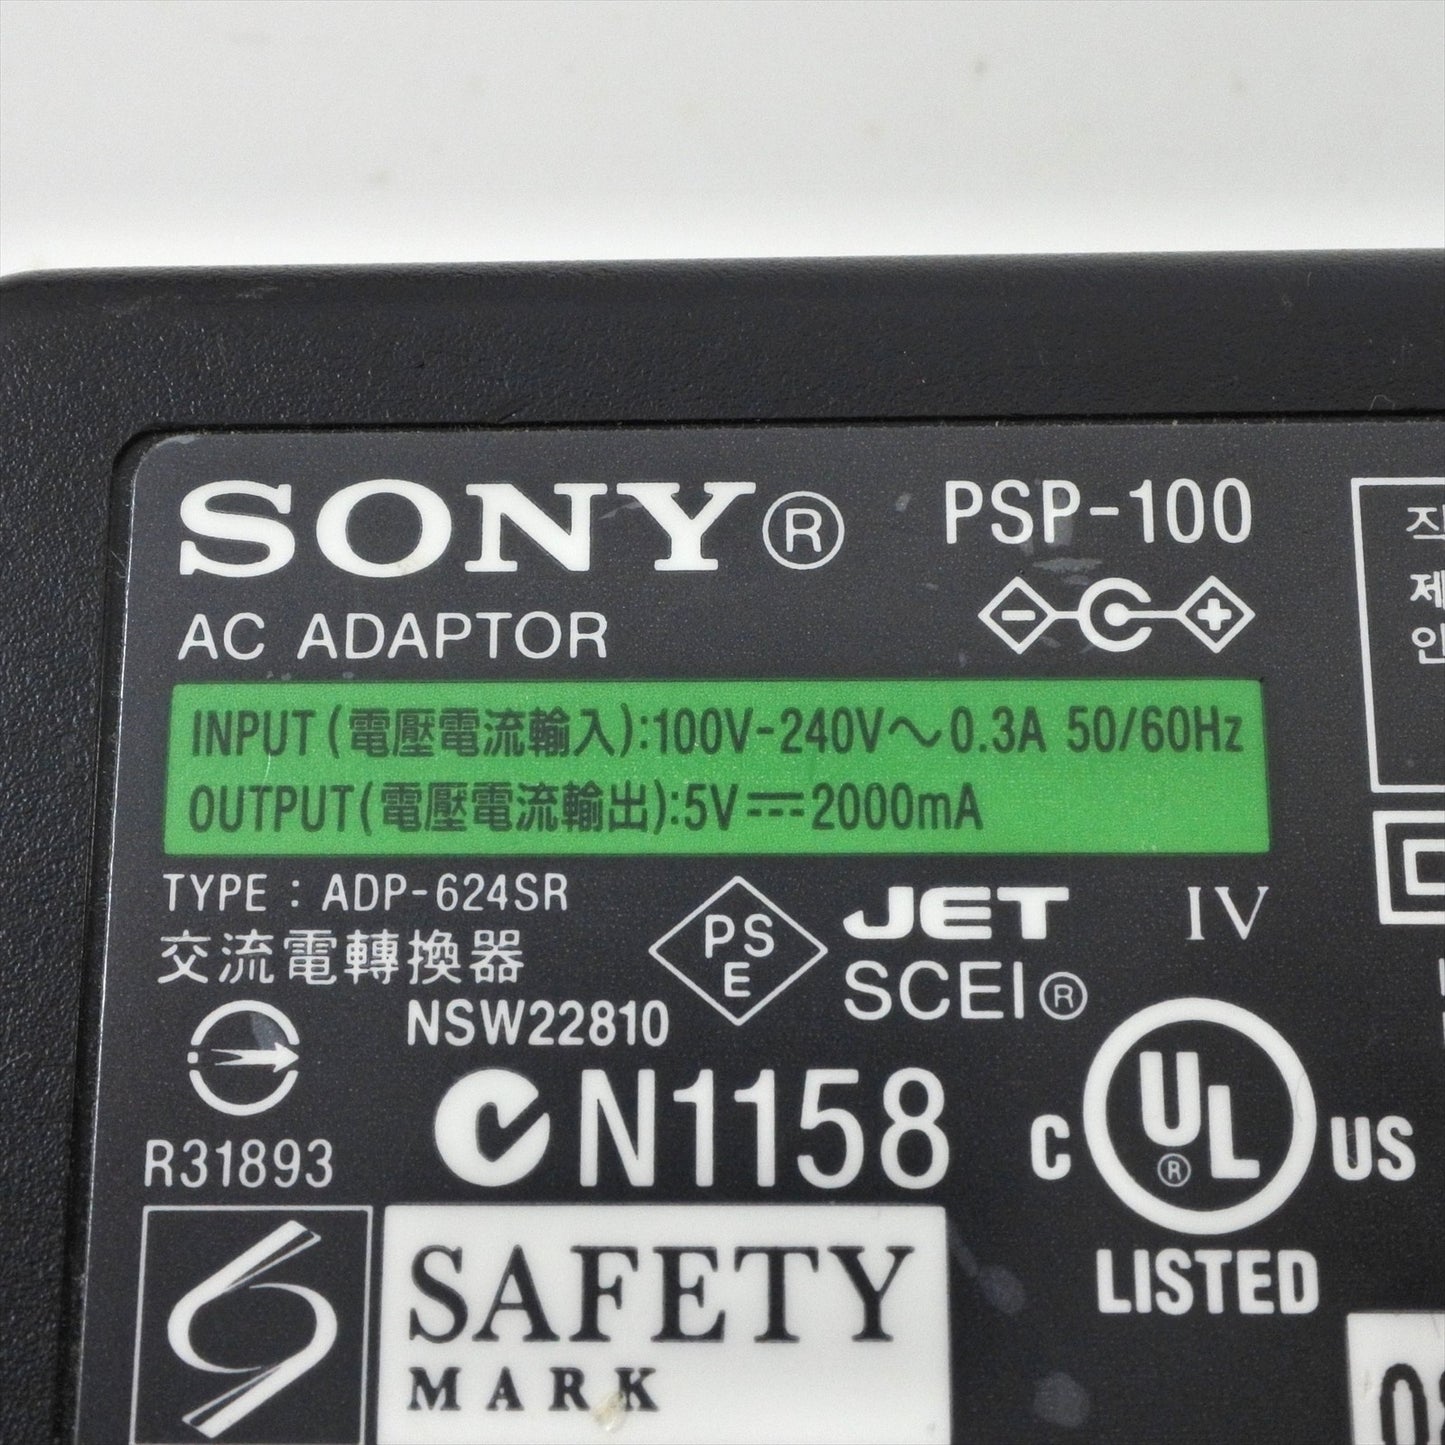 SONY®
PSP-100
AC ADAPTOR
INPUT(電壓電流輸入):100V-240V～0.3A 50/60Hz
OUTPUT(電壓電流輸出):5V⎓2000mA
TYPE : ADP-624SR
交流電轉換器
PS
E
JET
SCEI®
IV
NSW22810
N1158
R31893
C UL® US
LISTED
SAFETY
MARK
제
인